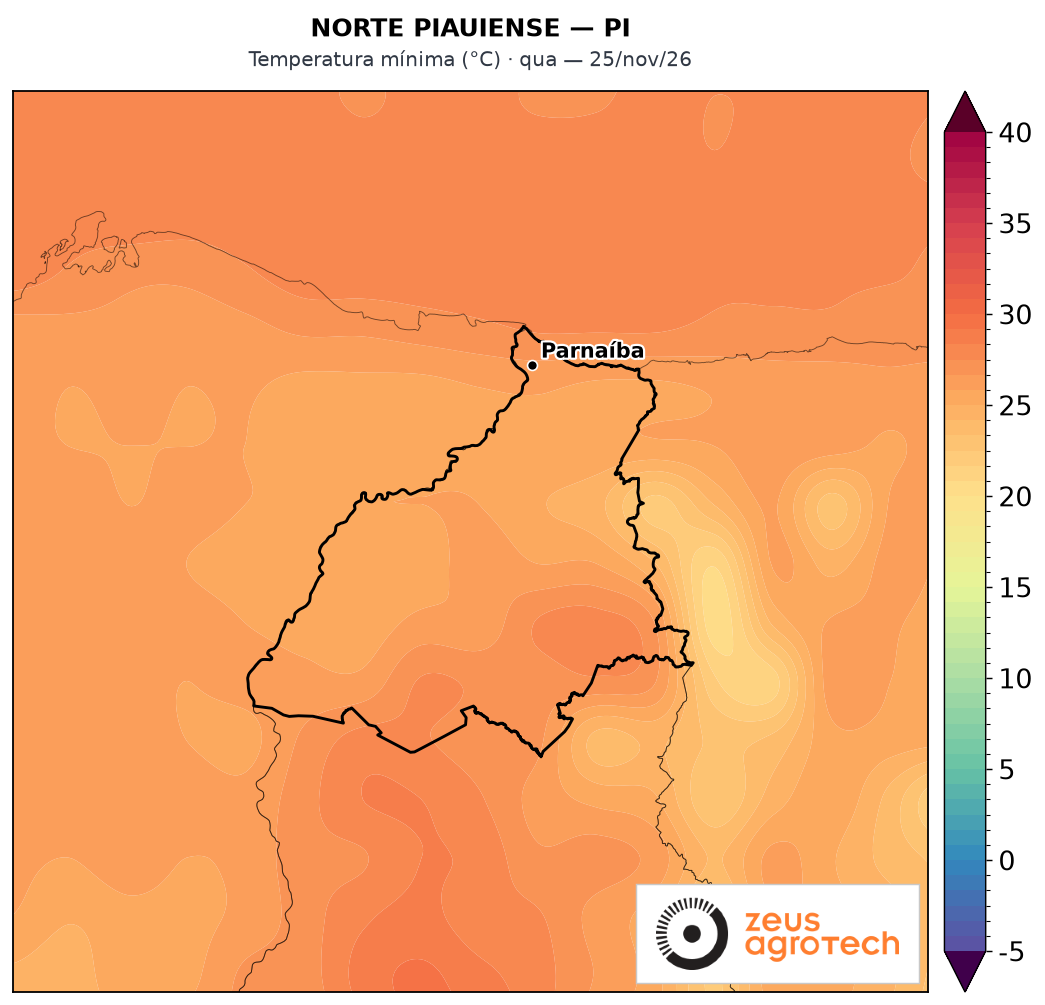 NORTE PIAUIENSE — PI
Temperatura mínima (°C) · qua — 25/nov/26
Parnaíba
40
35
30
25
20
15
10
5
0
-5
zeus
agrotech